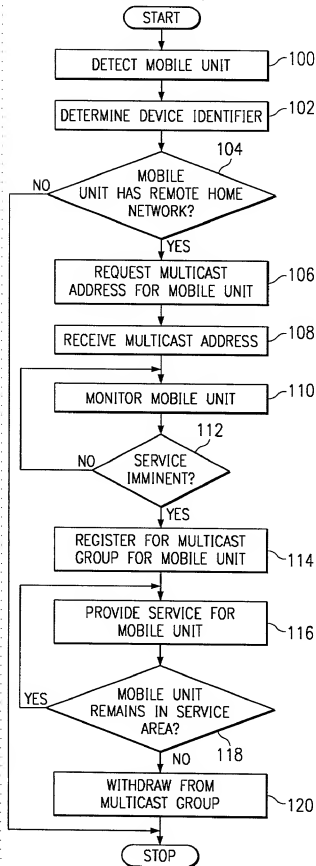 START
DETECT MOBILE UNIT
100
DETERMINE DEVICE IDENTIFIER
102
104
MOBILE
UNIT HAS REMOTE HOME
NETWORK?
NO
YES
REQUEST MULTICAST
ADDRESS FOR MOBILE UNIT
106
RECEIVE MULTICAST ADDRESS
108
MONITOR MOBILE UNIT
110
112
SERVICE
IMMINENT?
NO
YES
REGISTER FOR MULTICAST
GROUP FOR MOBILE UNIT
114
PROVIDE SERVICE FOR
MOBILE UNIT
116
MOBILE UNIT
REMAINS IN SERVICE
AREA?
YES
118
NO
WITHDRAW FROM
MULTICAST GROUP
120
STOP